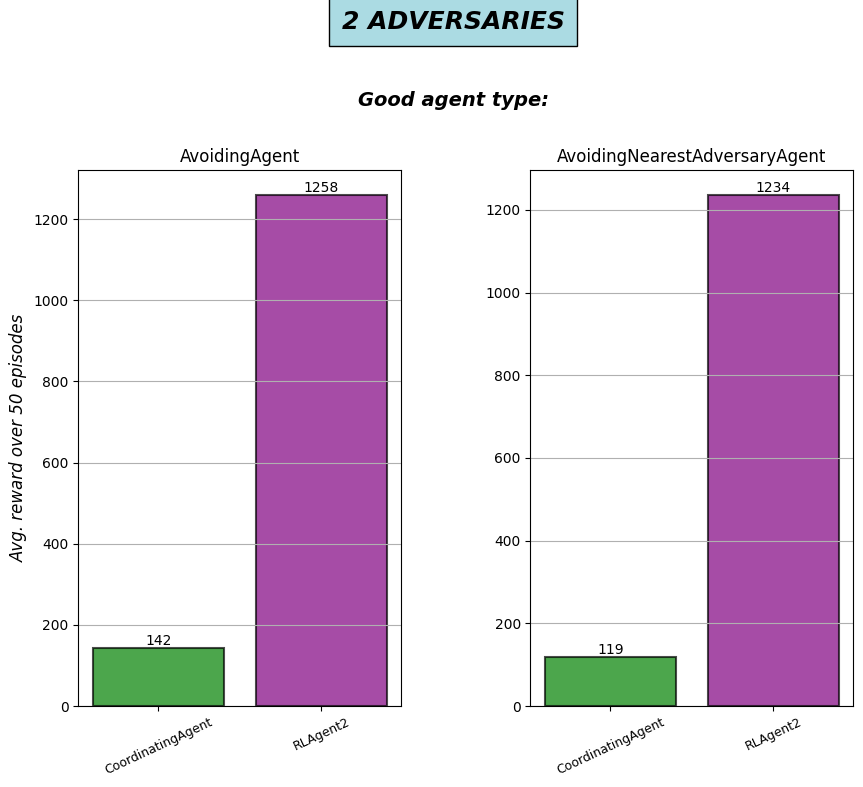 2 ADVERSARIES
Good agent type:
AvoidingAgent
1258
1200
1000
800
600
400
200
142
0
Avg. reward over 50 episodes
CoordinatingAgent
RLAgent2
AvoidingNearestAdversaryAgent
1234
1200
1000
800
600
400
200
119
0
CoordinatingAgent
RLAgent2